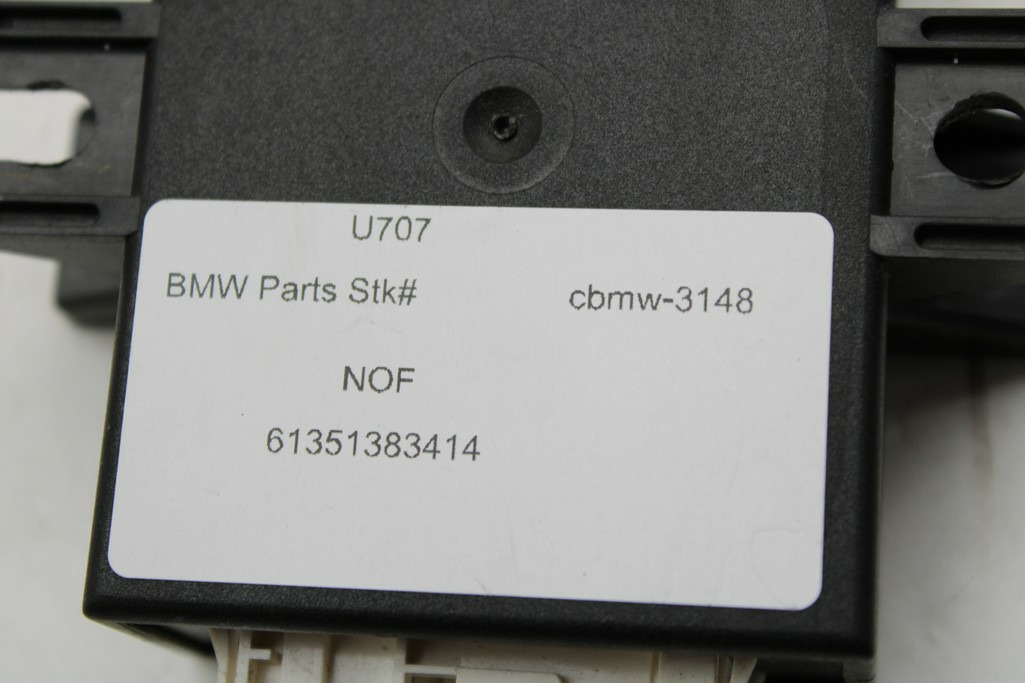 U707
BMW Parts Stk# cbmw-3148
NOF
61351383414